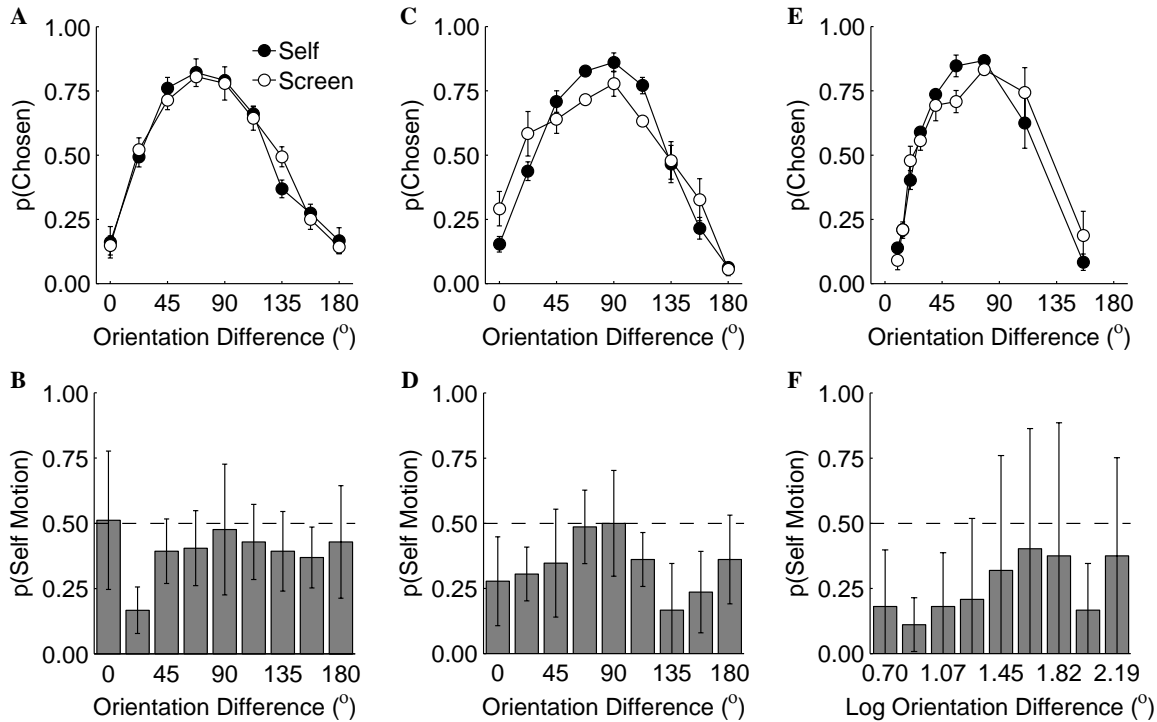 A
p(Chosen)
1.00
0.75
0.50
0.25
0.00
Self
Screen
0 45 90 135 180
Orientation Difference (o)
C
p(Chosen)
1.00
0.75
0.50
0.25
0.00
0 45 90 135 180
Orientation Difference (o)
E
p(Chosen)
1.00
0.75
0.50
0.25
0.00
0 45 90 135 180
Orientation Difference (o)
B
p(Self Motion)
1.00
0.75
0.50
0.25
0.00
0 45 90 135 180
Orientation Difference (o)
D
p(Self Motion)
1.00
0.75
0.50
0.25
0.00
0 45 90 135 180
Orientation Difference (o)
F
p(Self Motion)
1.00
0.75
0.50
0.25
0.00
0.70 1.07 1.45 1.82 2.19
Log Orientation Difference (o)